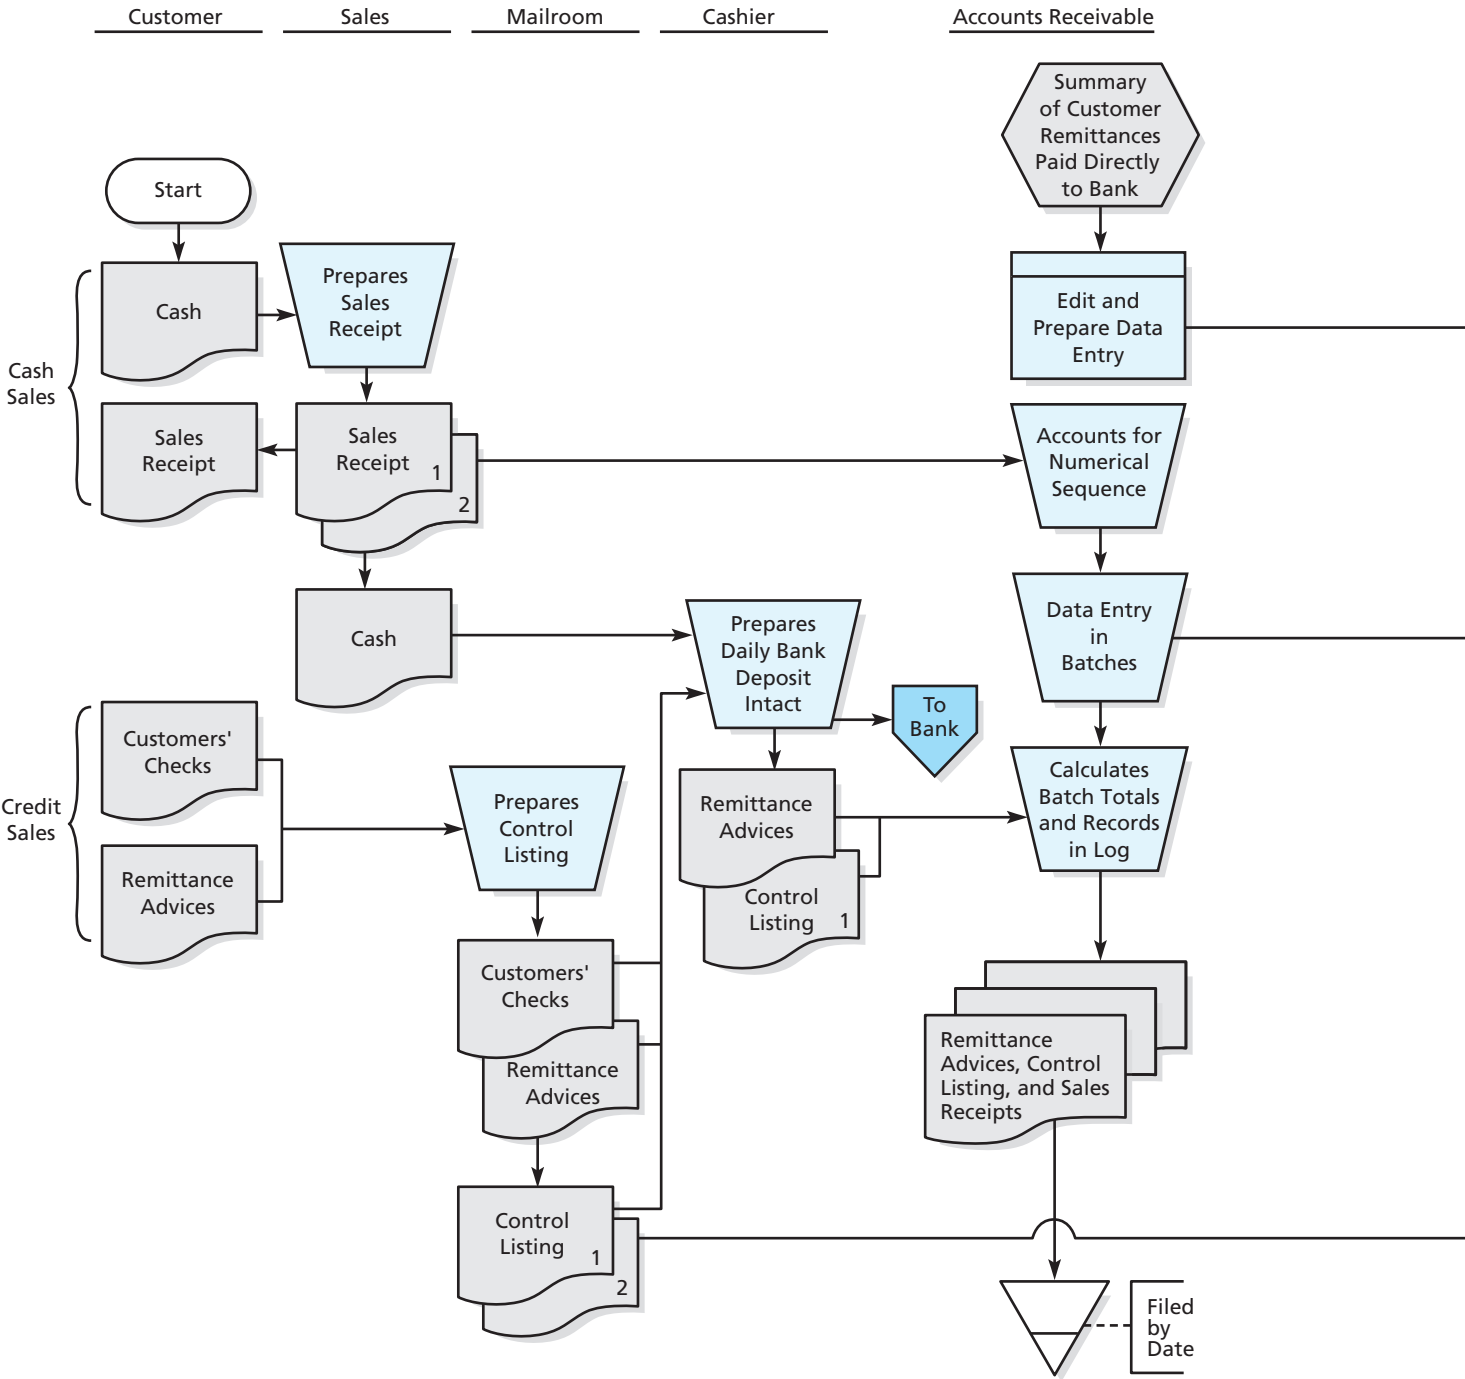 Customer
Sales
Mailroom
Cashier
Accounts Receivable
Summary
of Customer
Remittances
Paid Directly
to Bank
Start
Cash
Sales
Cash
Prepares
Sales
Receipt
Edit and
Prepare Data
Entry
Sales
Receipt
Sales
Receipt
1
2
Accounts for
Numerical
Sequence
Cash
Prepares
Daily Bank
Deposit
Intact
To
Bank
Data Entry
in
Batches
Credit
Sales
Customers'
Checks
Remittance
Advices
Prepares
Control
Listing
Remittance
Advices
Control
Listing
1
Calculates
Batch Totals
and Records
in Log
Customers'
Checks
Remittance
Advices
Remittance
Advices, Control
Listing, and Sales
Receipts
Control
Listing
1
2
Filed
by
Date